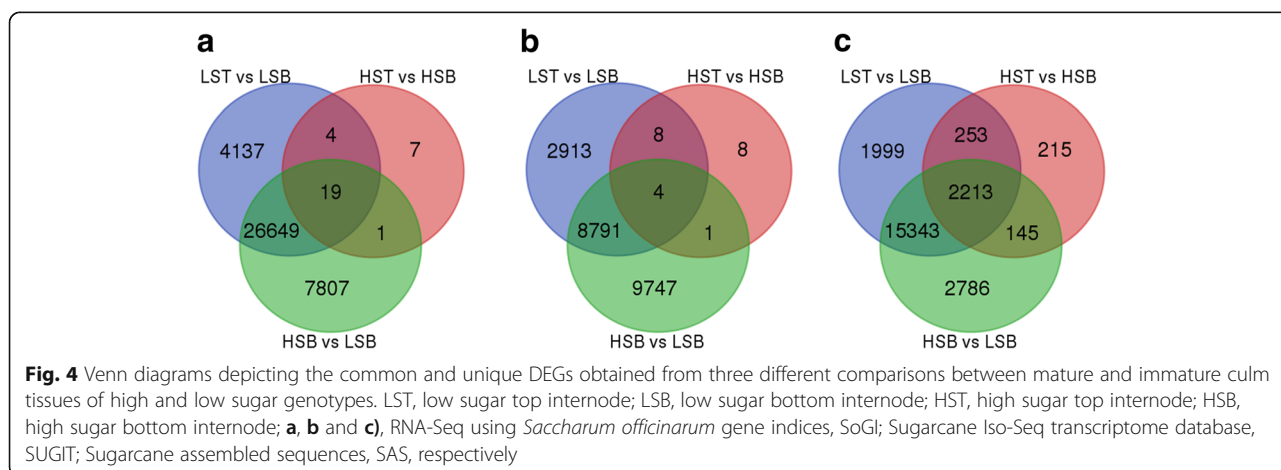 a
b
c
LST vs LSB
HST vs HSB
LST vs LSB
HST vs HSB
LST vs LSB
HST vs HSB
4137
4
7
19
26649
1
7807
HSB vs LSB
2913
8
8
4
8791
1
9747
HSB vs LSB
1999
253
215
2213
15343
145
2786
HSB vs LSB
Fig. 4 Venn diagrams depicting the common and unique DEGs obtained from three different comparisons between mature and immature culm
tissues of high and low sugar genotypes. LST, low sugar top internode; LSB, low sugar bottom internode; HST, high sugar top internode; HSB,
high sugar bottom internode; a, b and c), RNA-Seq using Saccharum officinarum gene indices, SoGI; Sugarcane Iso-Seq transcriptome database,
SUGIT; Sugarcane assembled sequences, SAS, respectively